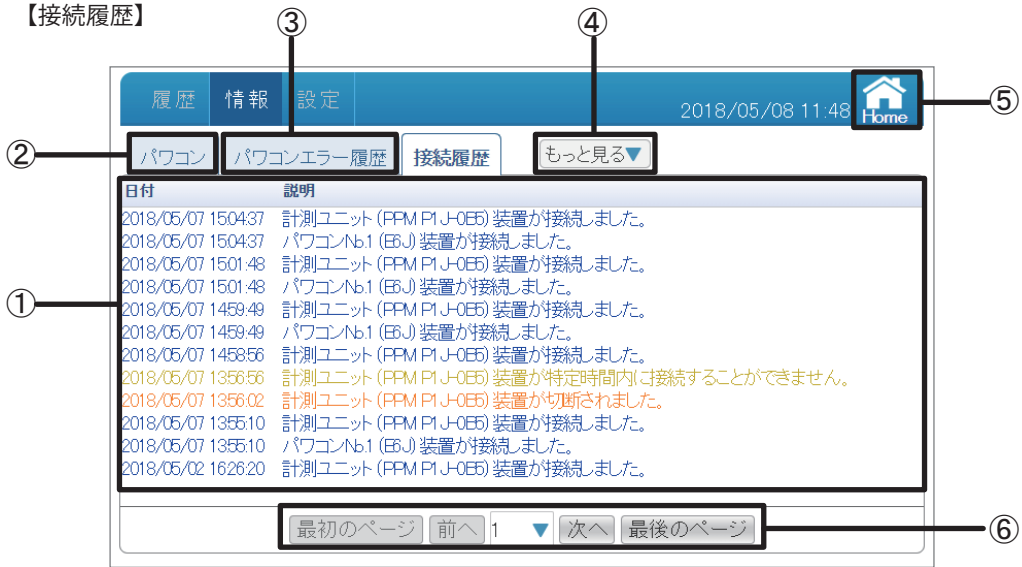 【接続履歴】
③
④
履歴 情報 設定
2018/05/08 11:48
Home
⑤
②
パワコン パワコンエラー履歴 接続履歴 もっと見る▼
日付 説明
2018/05/07 15:04:37 計測ユニット (PPM P1 J-0B5) 装置が接続しました。
2018/05/07 15:04:37 パワコンNo.1 (E6J) 装置が接続しました。
2018/05/07 15:01:48 計測ユニット (PPM P1 J-0B5) 装置が接続しました。
2018/05/07 15:01:48 パワコンNo.1 (E6J) 装置が接続しました。
①
2018/05/07 14:59:49 計測ユニット (PPM P1 J-0B5) 装置が接続しました。
2018/05/07 14:59:49 パワコンNo.1 (E6J) 装置が接続しました。
2018/05/07 14:58:56 計測ユニット (PPM P1 J-0B5) 装置が接続しました。
2018/05/07 13:56:56 計測ユニット (PPM P1 J-0B5) 装置が特定時間内に接続することができません。
2018/05/07 13:56:02 計測ユニット (PPM P1 J-0B5) 装置が切断されました。
2018/05/07 13:55:10 計測ユニット (PPM P1 J-0B5) 装置が接続しました。
2018/05/07 13:55:10 パワコンNo.1 (E6J) 装置が接続しました。
2018/05/02 16:26:20 計測ユニット (PPM P1 J-0B5) 装置が接続しました。
最初のページ 前へ 1 ▼ 次へ 最後のページ
⑥